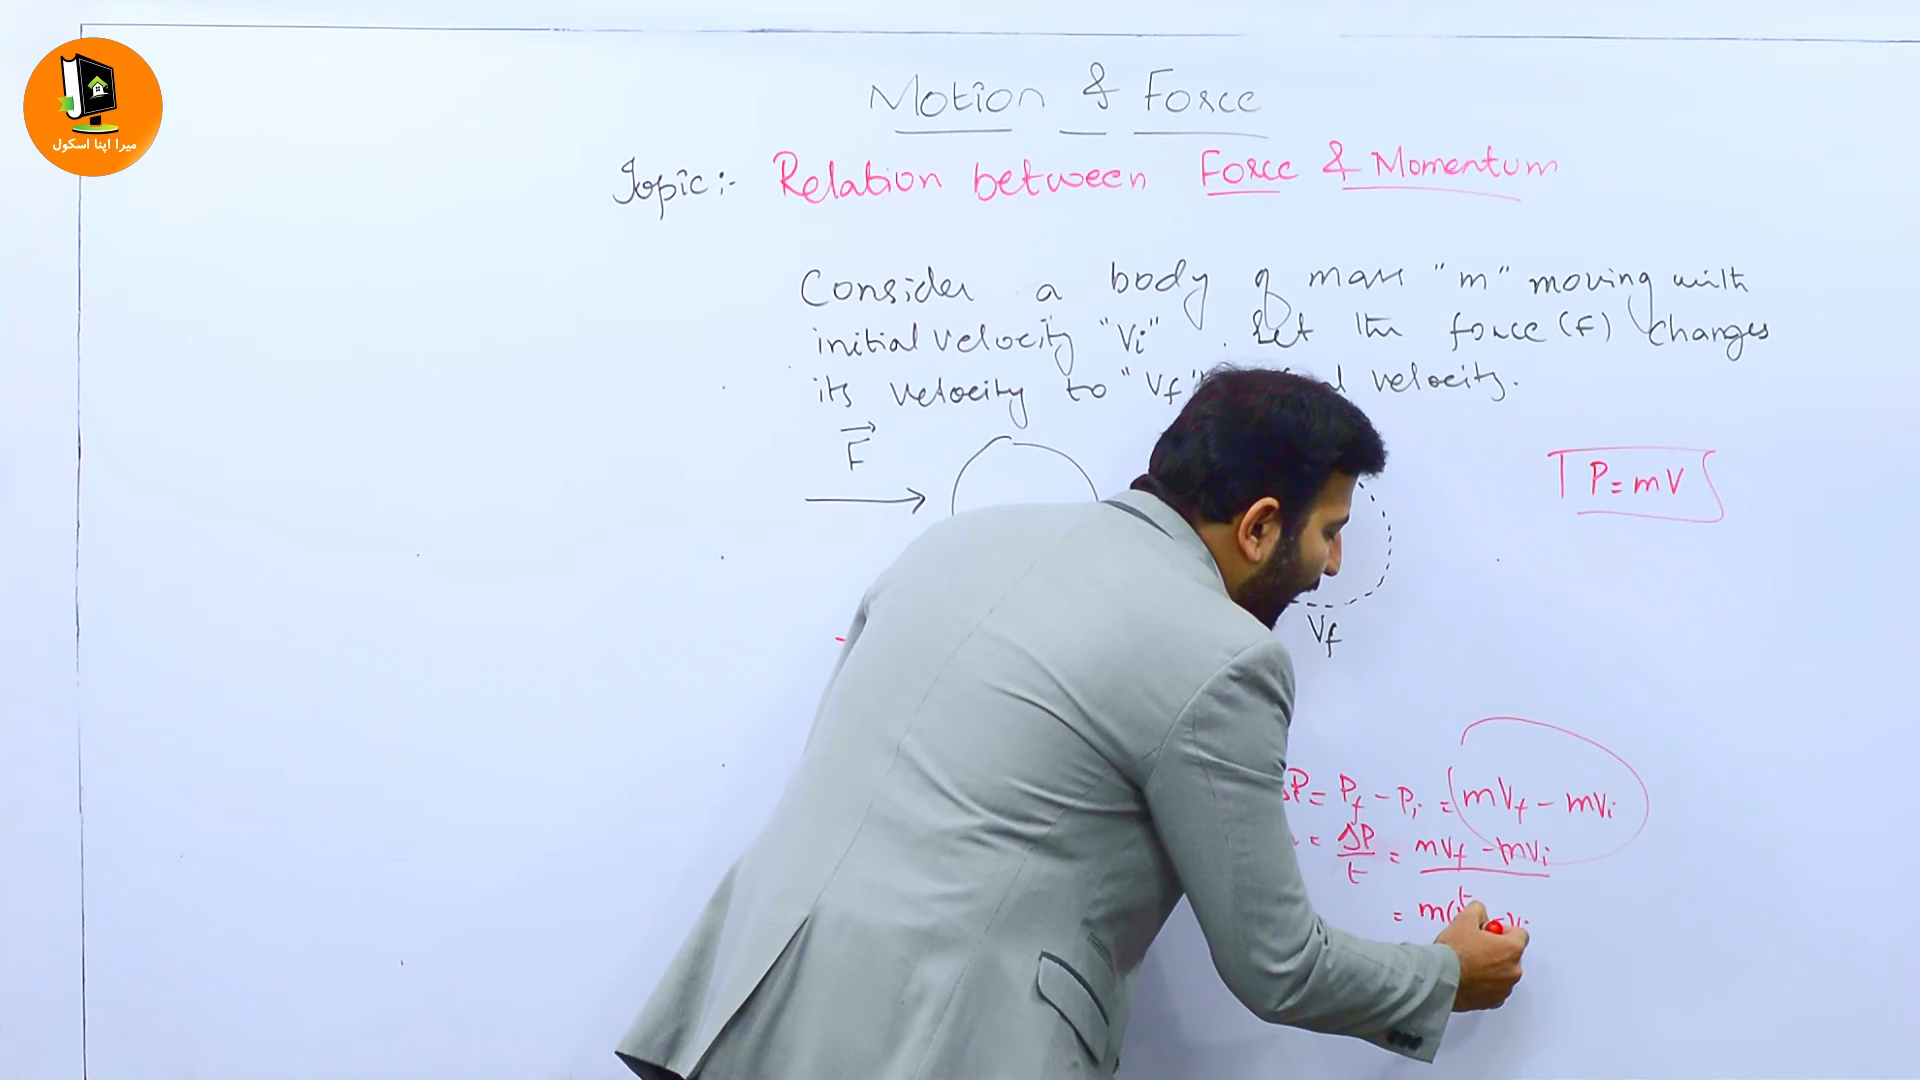 میرا اپنا اسکول
Motion & Force
Topic:- Relation between Force & Momentum
Consider a body of mass "m" moving with
initial velocity "Vi". Let the force (F) changes
its velocity to "Vf" velocity.
F
P = mV
Vf
ΔP = Pf - Pi = mVf - mVi
= ΔP/t = mVf - mVi / t
= m(